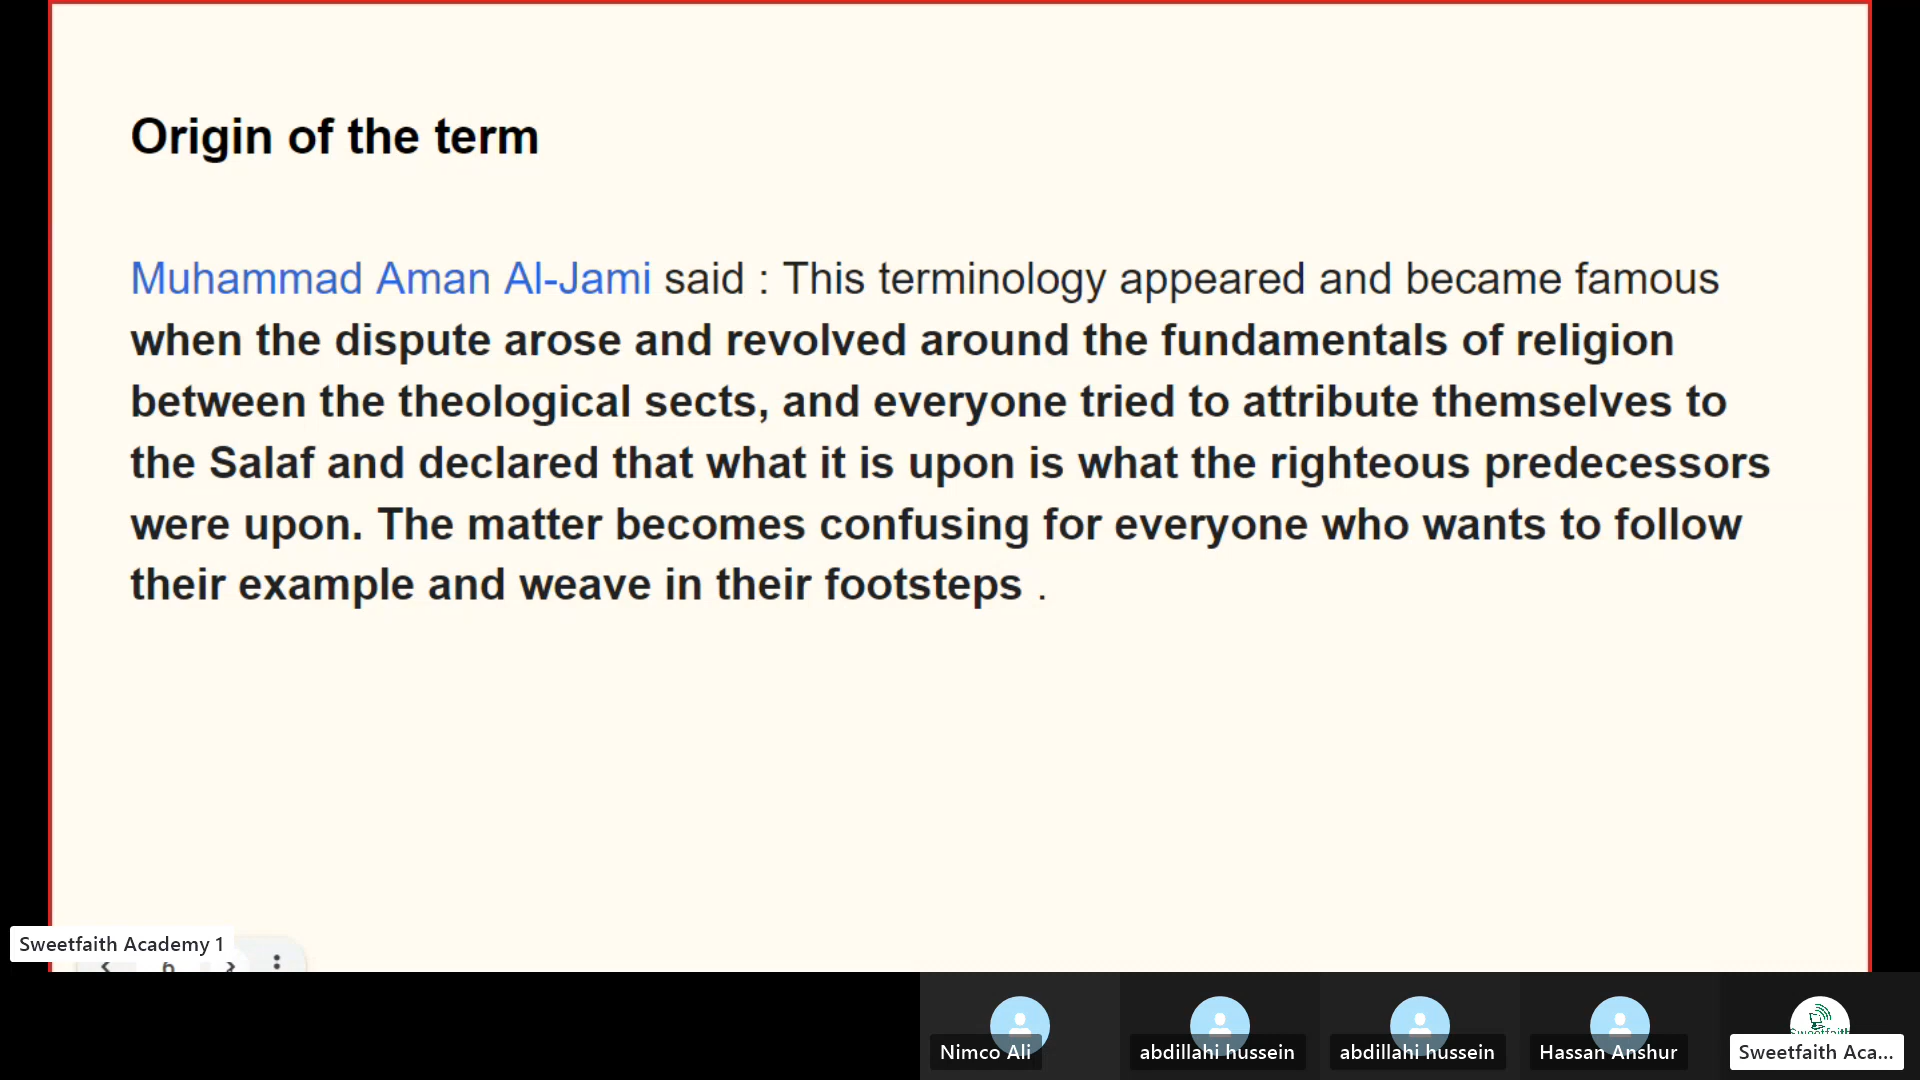 Origin of the term
Muhammad Aman Al-Jami said : This terminology appeared and became famous
when the dispute arose and revolved around the fundamentals of religion
between the theological sects, and everyone tried to attribute themselves to
the Salaf and declared that what it is upon is what the righteous predecessors
were upon. The matter becomes confusing for everyone who wants to follow
their example and weave in their footsteps .
Sweetfaith Academy 1
6
Nimco Ali
abdillahi hussein
abdillahi hussein
Hassan Anshur
Sweetfaith
Sweetfaith Aca...